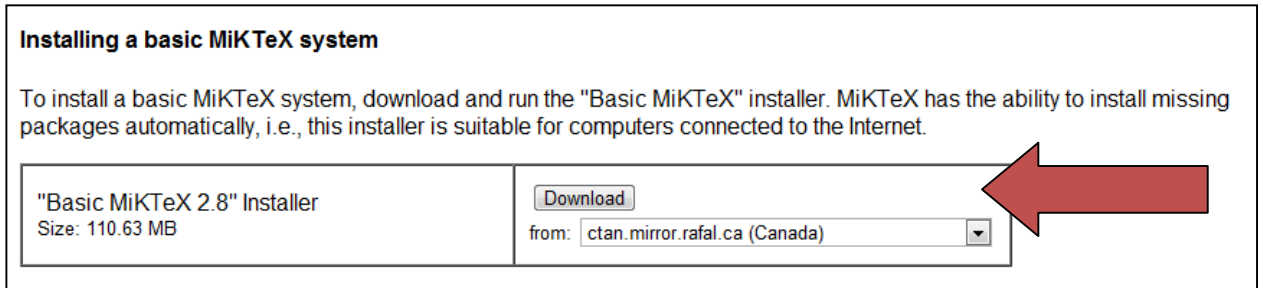 Installing a basic MiKTeX system
To install a basic MiKTeX system, download and run the "Basic MiKTeX" installer. MiKTeX has the ability to install missing
packages automatically, i.e., this installer is suitable for computers connected to the Internet.
"Basic MiKTeX 2.8" Installer
Size: 110.63 MB
Download
from: ctan.mirror.rafal.ca (Canada)